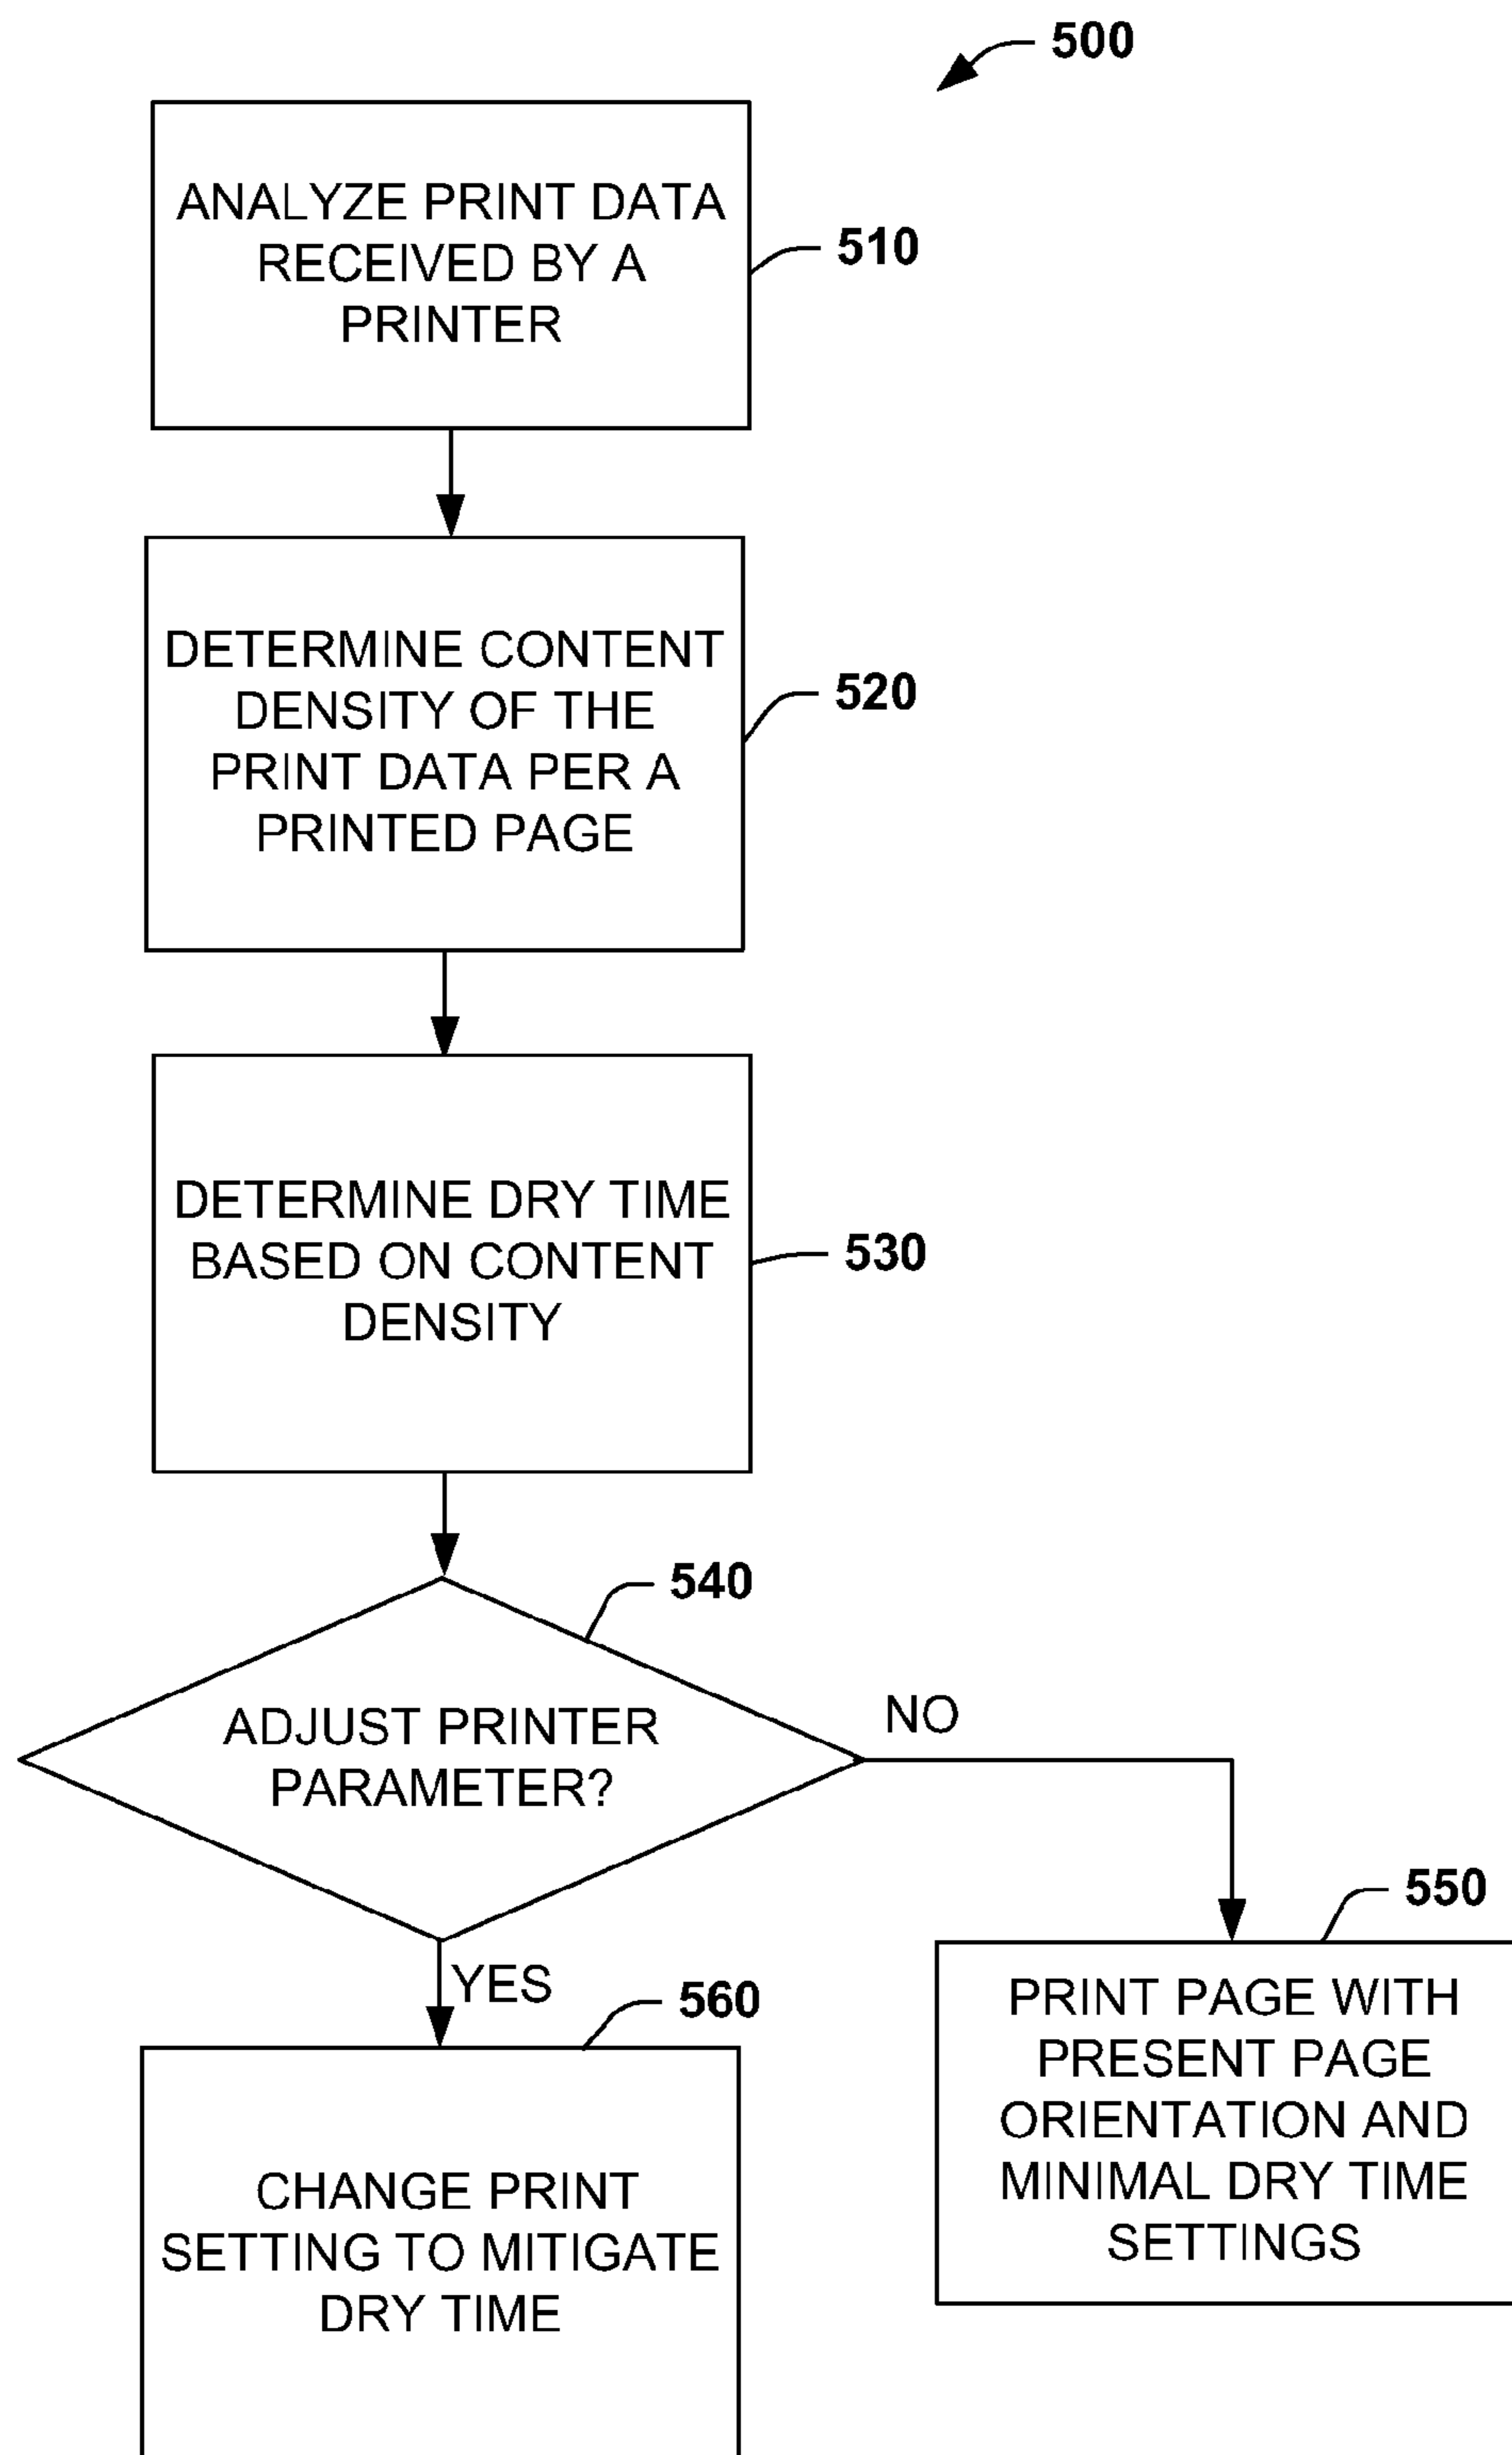 500
ANALYZE PRINT DATA
RECEIVED BY A
PRINTER
510
DETERMINE CONTENT
DENSITY OF THE
PRINT DATA PER A
PRINTED PAGE
520
DETERMINE DRY TIME
BASED ON CONTENT
DENSITY
530
540
ADJUST PRINTER
PARAMETER?
NO
YES
550
PRINT PAGE WITH
PRESENT PAGE
ORIENTATION AND
MINIMAL DRY TIME
SETTINGS
560
CHANGE PRINT
SETTING TO MITIGATE
DRY TIME